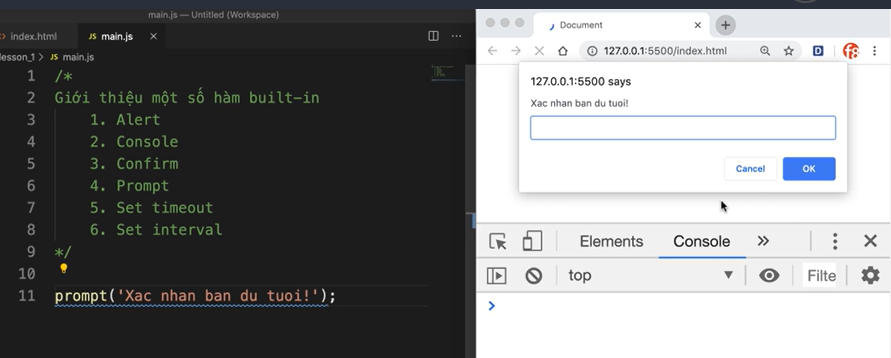 main.js — Untitled (Workspace)
index.html
JS main.js
lesson_1 > JS main.js
1 /*
2 Giới thiệu một số hàm built-in
3 1. Alert
4 2. Console
5 3. Confirm
6 4. Prompt
7 5. Set timeout
8 6. Set interval
9 */
10
11 prompt('Xac nhan ban du tuoi!');
Document
127.0.0.1:5500/index.html
127.0.0.1:5500 says
Xac nhan ban du tuoi!
Cancel OK
Elements Console
top Filte